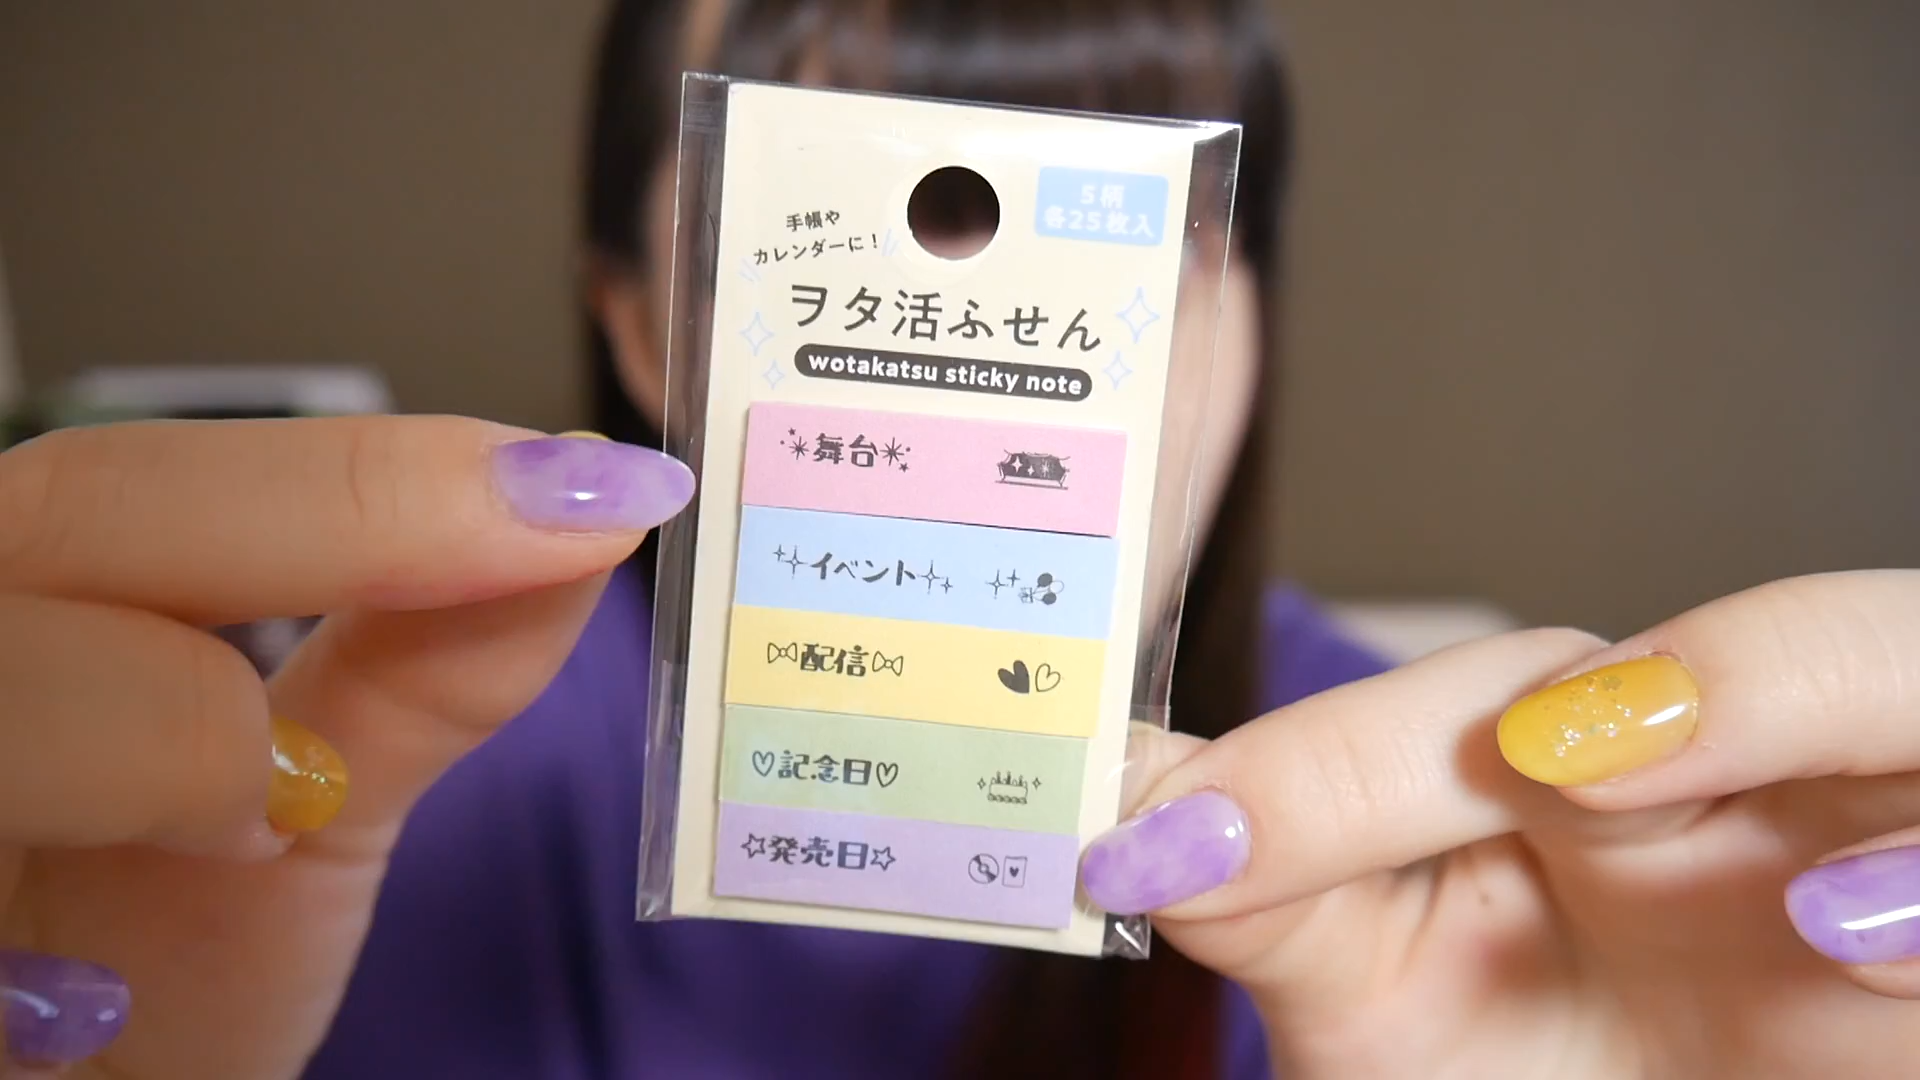 5柄
各25枚入
手帳や
カレンダーに!
ヲタ活ふせん
wotakatsu sticky note
舞台
イベント
配信
記念日
発売日